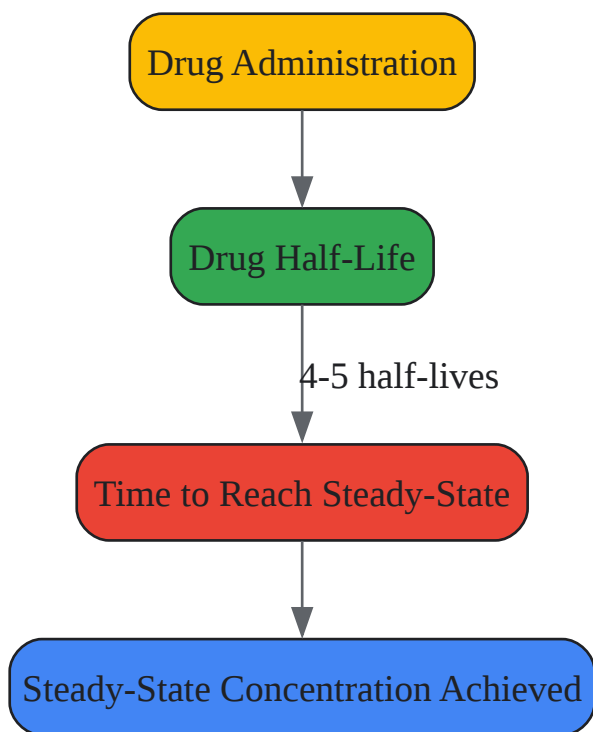 Drug Administration
Drug Half-Life
4-5 half-lives
Time to Reach Steady-State
Steady-State Concentration Achieved